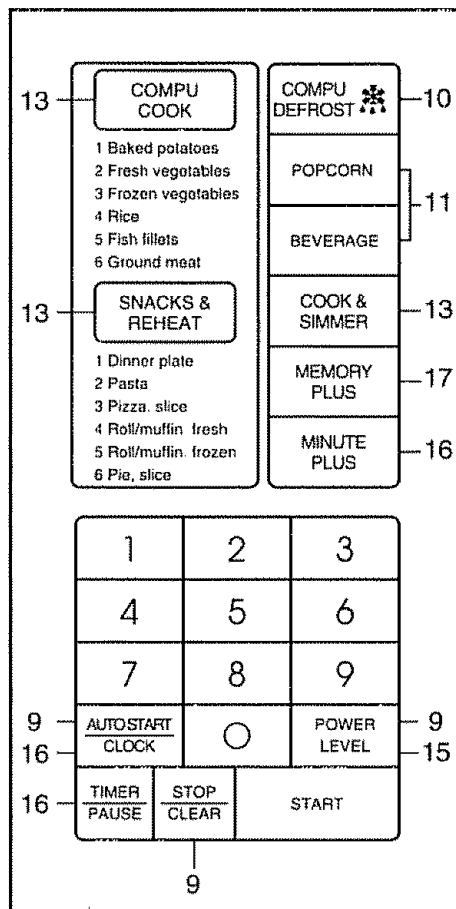 13
COMPU
COOK
1 Baked potatoes
2 Fresh vegetables
3 Frozen vegetables
4 Rice
5 Fish fillets
6 Ground meat
13
SNACKS &
REHEAT
1 Dinner plate
2 Pasta
3 Pizza. slice
4 Roll/muffin. fresh
5 Roll/muffin. frozen
6 Pie, slice
COMPU
DEFROST
10
POPCORN
11
BEVERAGE
COOK &
SIMMER
13
MEMORY
PLUS
17
MINUTE
PLUS
16
1 2 3
4 5 6
7 8 9
9
16
AUTOSTART
CLOCK
0
POWER
LEVEL
9
15
16
TIMER
PAUSE
STOP
CLEAR
START
9